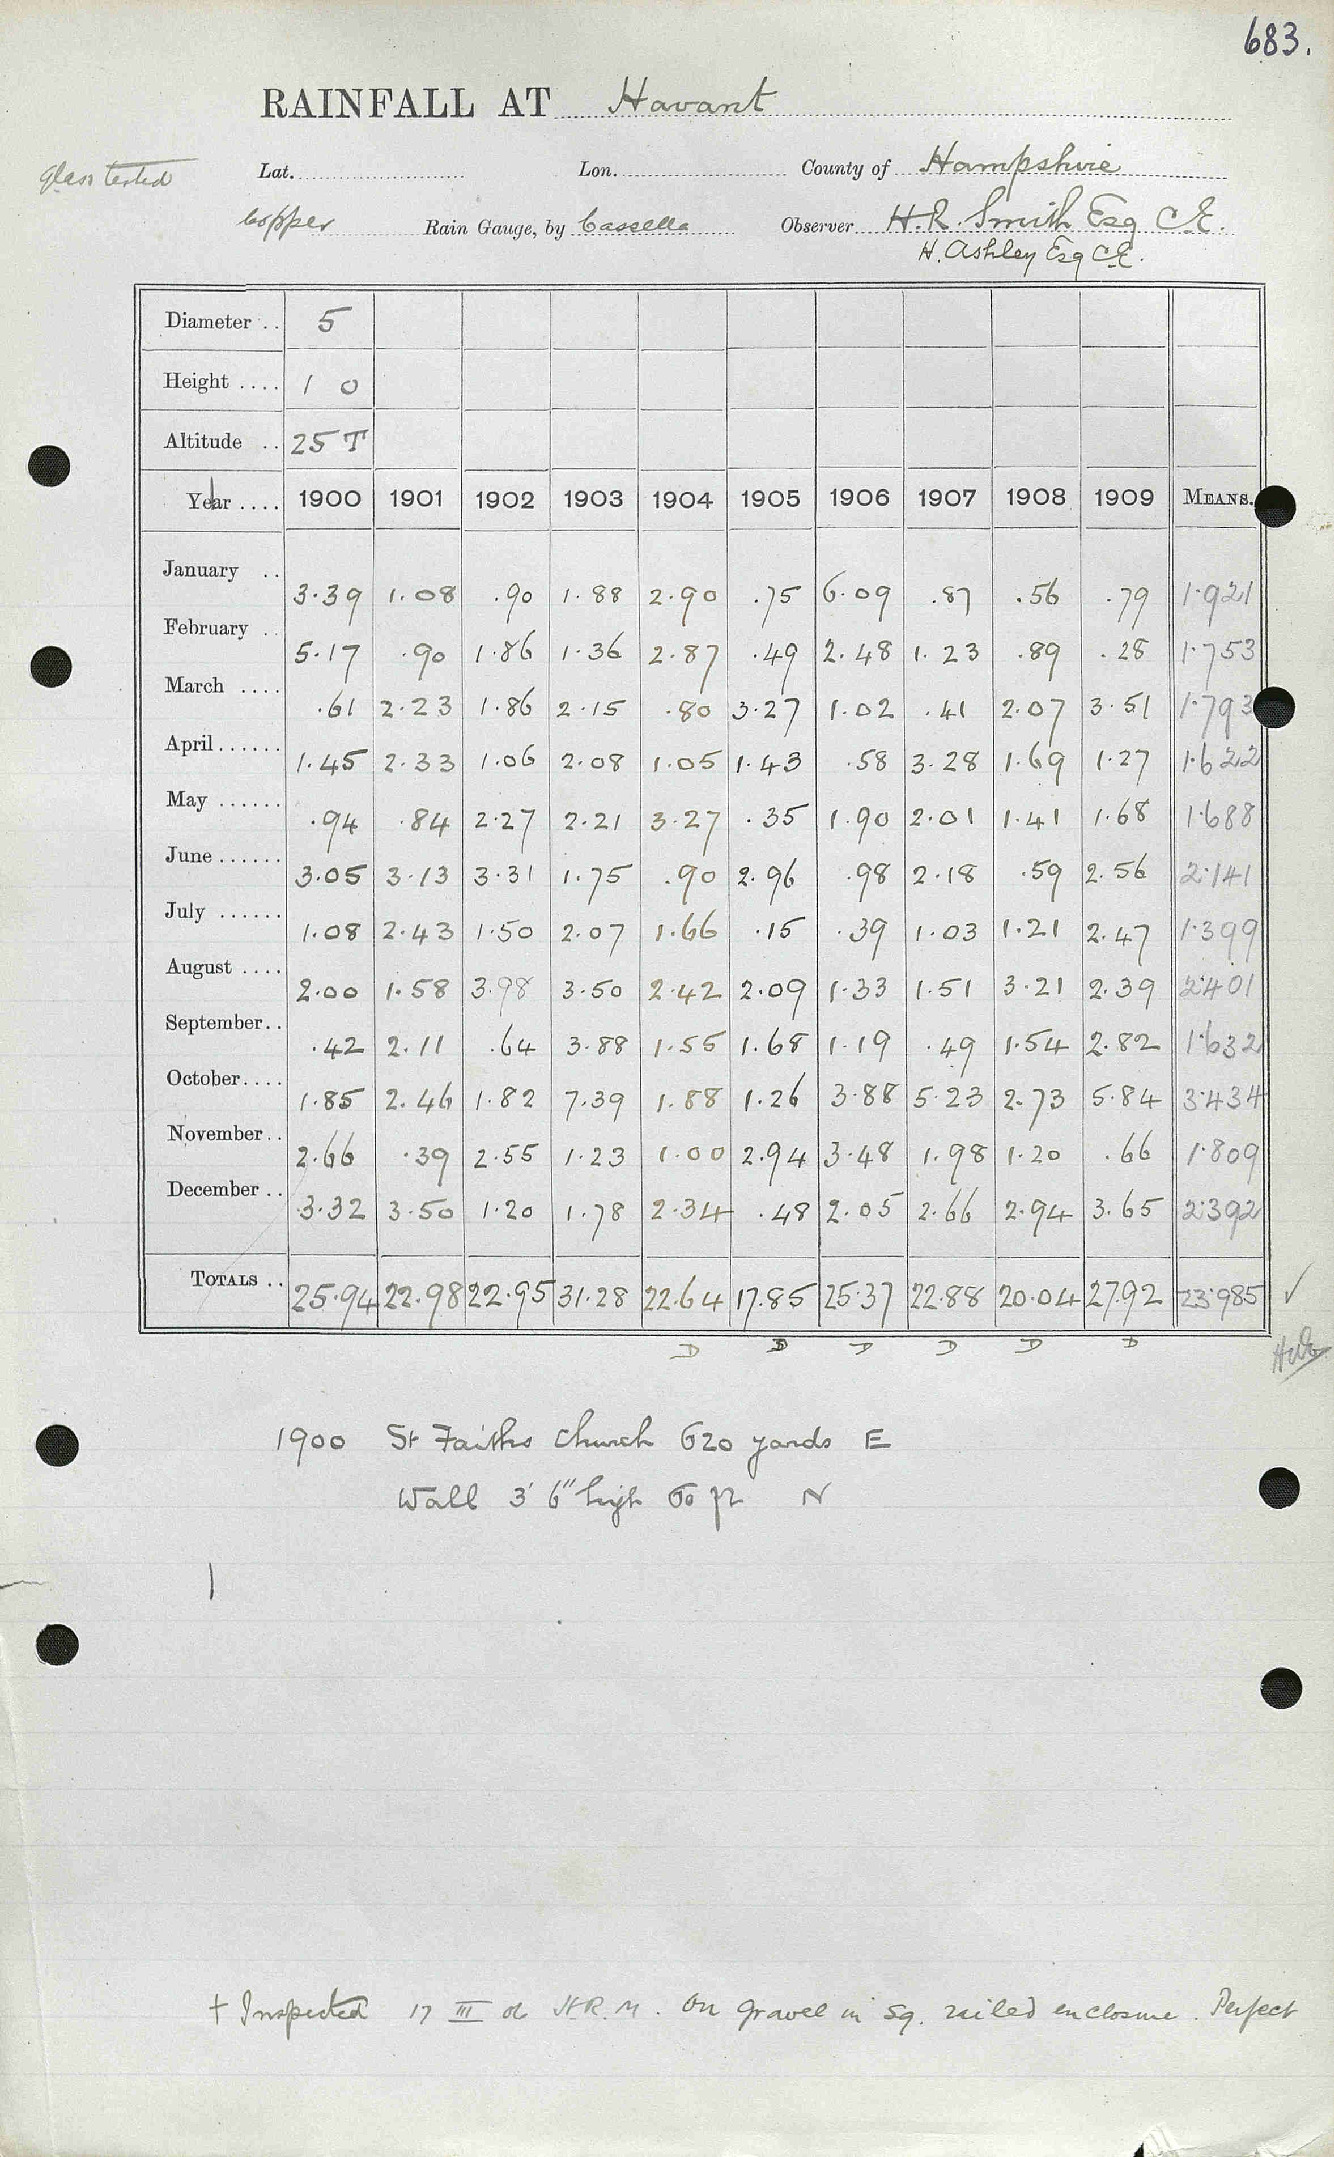 683.
RAINFALL AT Havant
Glass tested Lat. Lon. County of Hampshire
Copper Rain Gauge, by Cassella Observer H.R. Smith Esq C.E.
H. Ashley Esq C.E.
Diameter .. 5
Height .... 1 0
Altitude .. 25 T
Year .... 1900 1901 1902 1903 1904 1905 1906 1907 1908 1909 MEANS.
January .. 3.39 1.08 .90 1.88 2.90 .75 6.09 .87 .56 .79 1.921
February .. 5.17 .90 1.86 1.36 2.87 .49 2.48 1.23 .89 .28 1.753
March .... .61 2.23 1.86 2.15 .80 3.27 1.02 .41 2.07 3.51 1.793
April ...... 1.45 2.33 1.06 2.08 1.05 1.43 .58 3.28 1.69 1.27 1.622
May ...... .94 .84 2.27 2.21 3.27 .35 1.90 2.01 1.41 1.68 1.688
June ...... 3.05 3.13 3.31 1.75 .90 2.96 .98 2.18 .59 2.56 2.141
July ...... 1.08 2.43 1.50 2.07 1.66 .15 .39 1.03 1.21 2.47 1.399
August .... 2.00 1.58 3.98 3.50 2.42 2.09 1.33 1.51 3.21 2.39 2.401
September.. .42 2.11 .64 3.88 1.55 1.68 1.19 .49 1.54 2.82 1.632
October.... 1.85 2.46 1.82 7.39 1.88 1.26 3.88 5.23 2.73 5.84 3.434
November.. 2.66 .39 2.55 1.23 1.00 2.94 3.48 1.98 1.20 .66 1.809
December .. 3.32 3.50 1.20 1.78 2.34 .48 2.05 2.66 2.94 3.65 2.392
TOTALS .. 25.94 22.98 22.95 31.28 22.64 17.85 25.37 22.88 20.04 27.92 23.985 ✓
D D D D D D
1900 St Faiths Church 620 yards E
Wall 3' 6" high 60 ft N
† Inspected 17 III 06 H.R.M. On gravel in sq. railed enclosure. Perfect